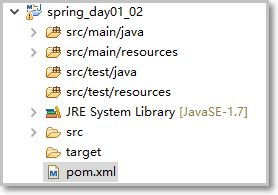 spring_day01_02
src/main/java
src/main/resources
src/test/java
src/test/resources
JRE System Library [JavaSE-1.7]
src
target
pom.xml